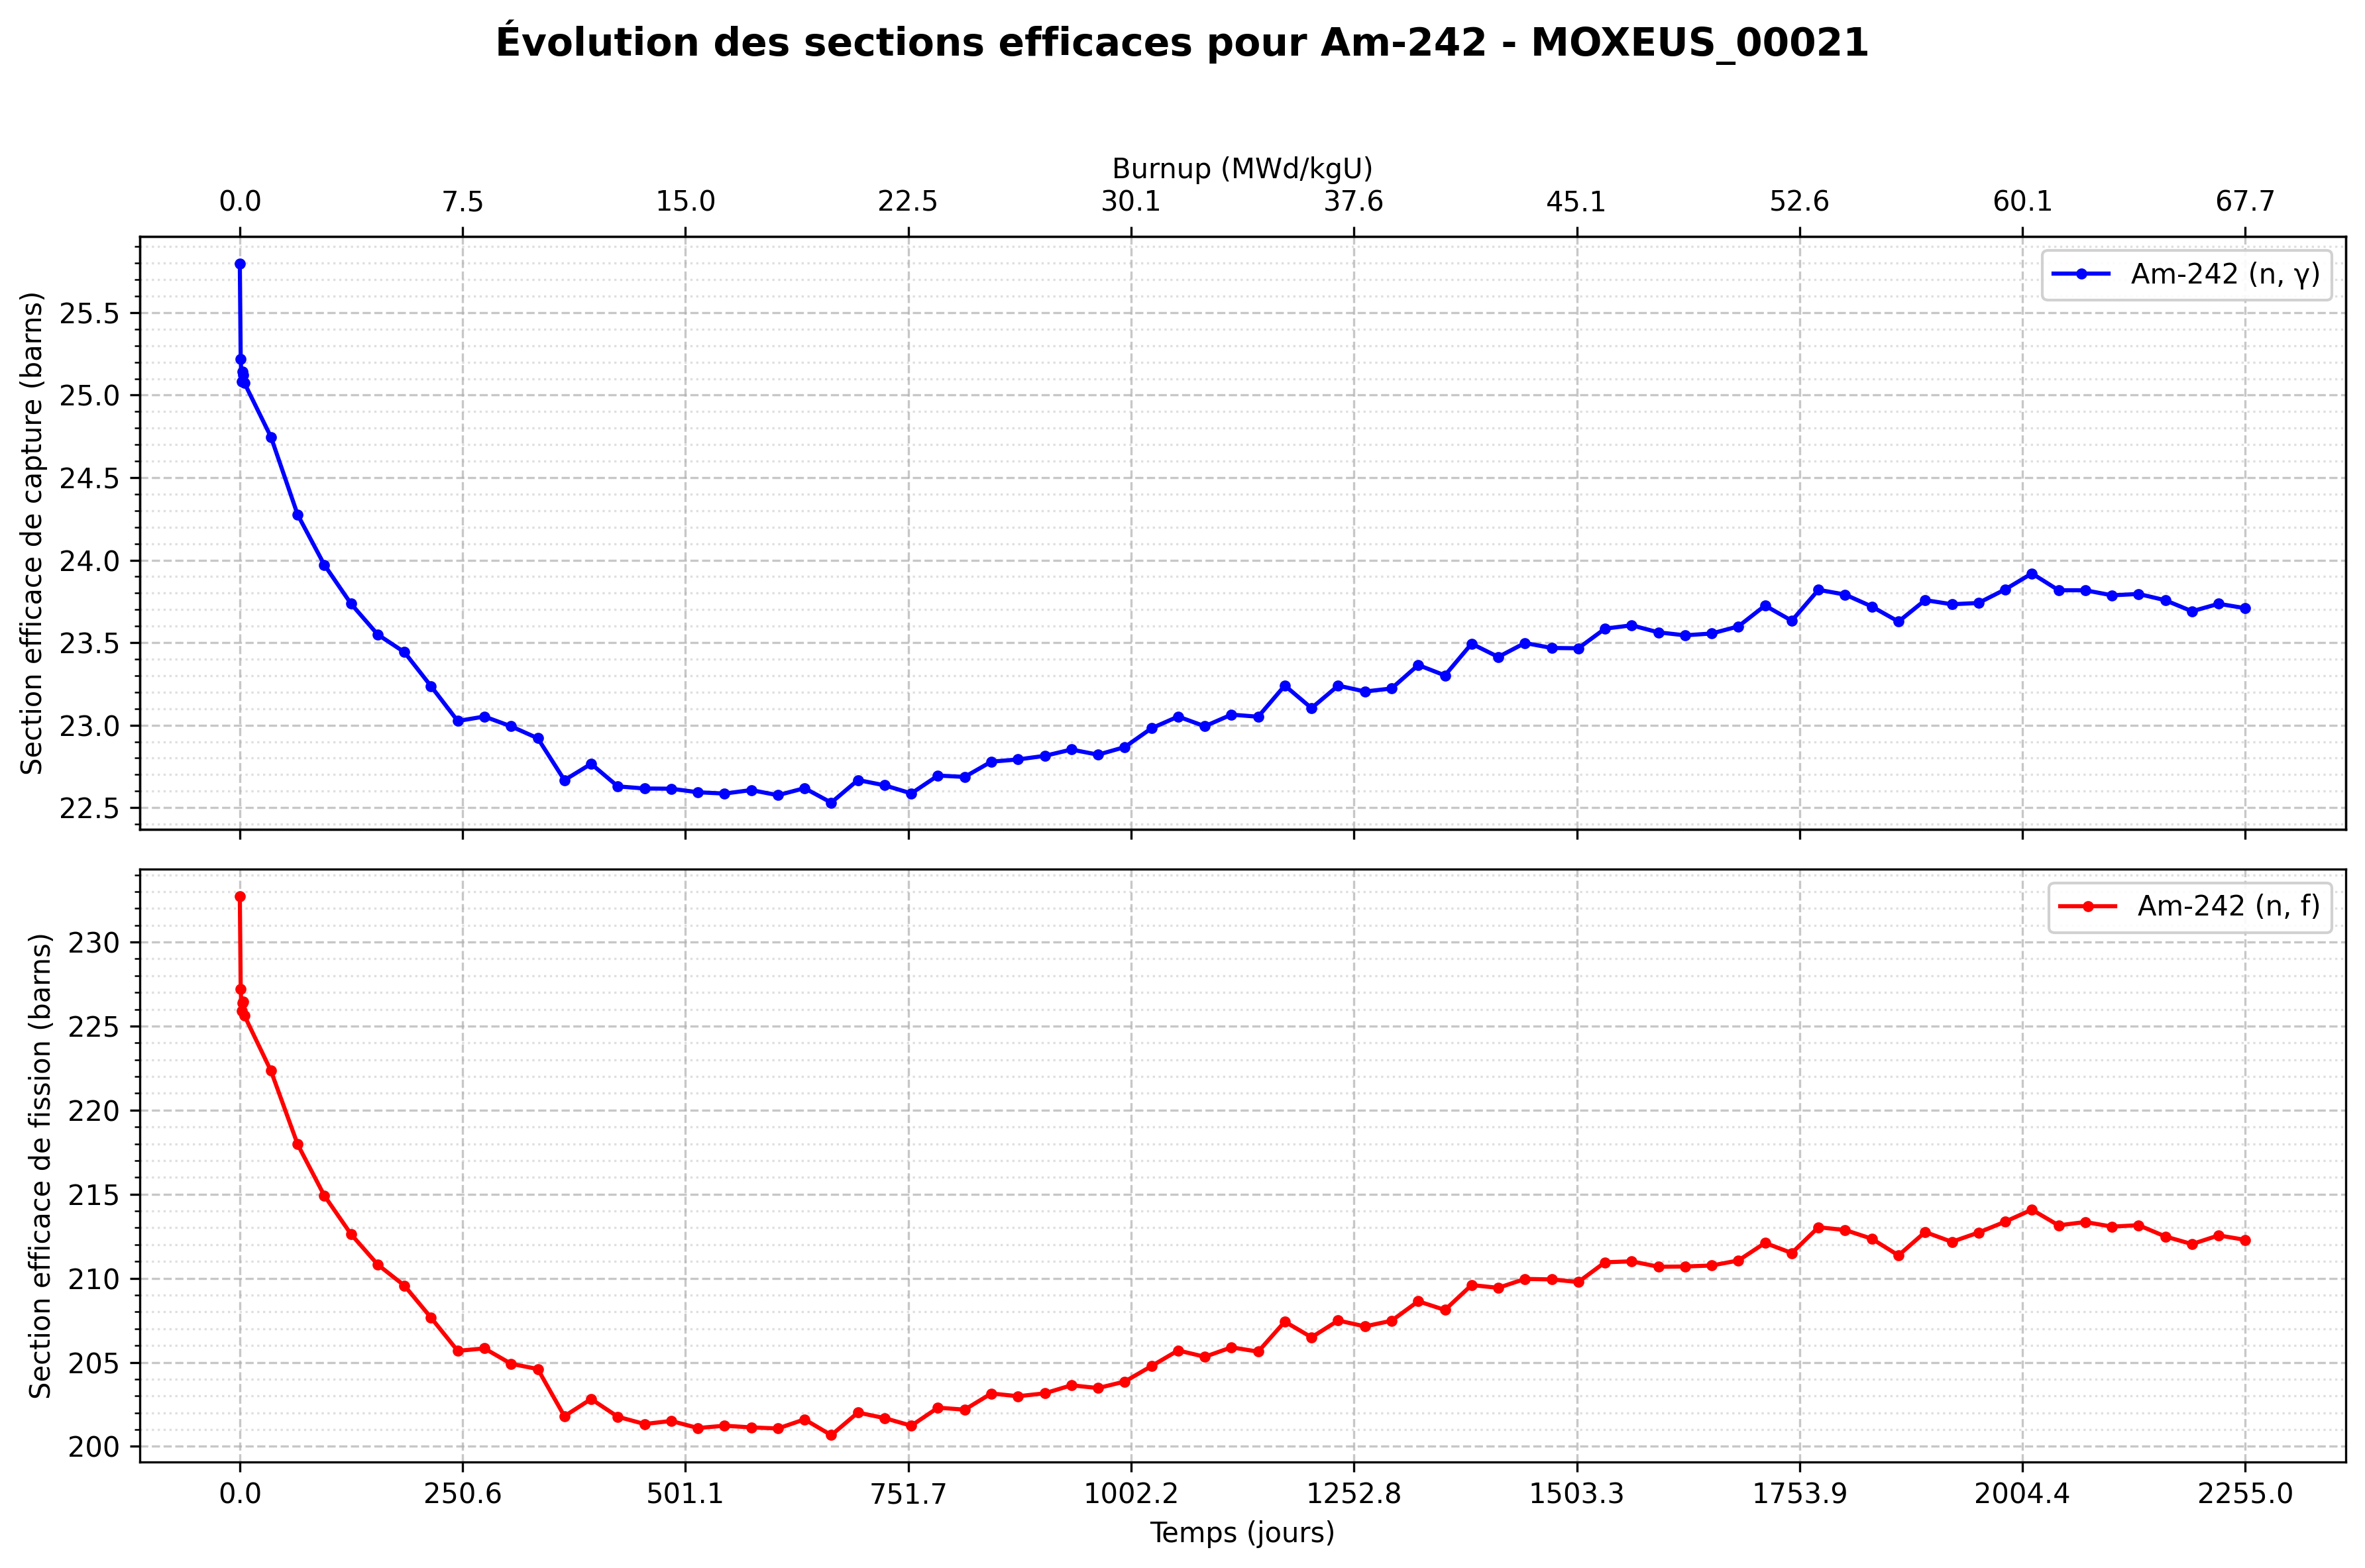 Évolution des sections efficaces pour Am-242 - MOXEUS_00021
Burnup (MWd/kgU)
0.0 7.5 15.0 22.5 30.1 37.6 45.1 52.6 60.1 67.7
Am-242 (n, γ)
Section efficace de capture (barns)
25.5
25.0
24.5
24.0
23.5
23.0
22.5
Am-242 (n, f)
Section efficace de fission (barns)
230
225
220
215
210
205
200
0.0 250.6 501.1 751.7 1002.2 1252.8 1503.3 1753.9 2004.4 2255.0
Temps (jours)